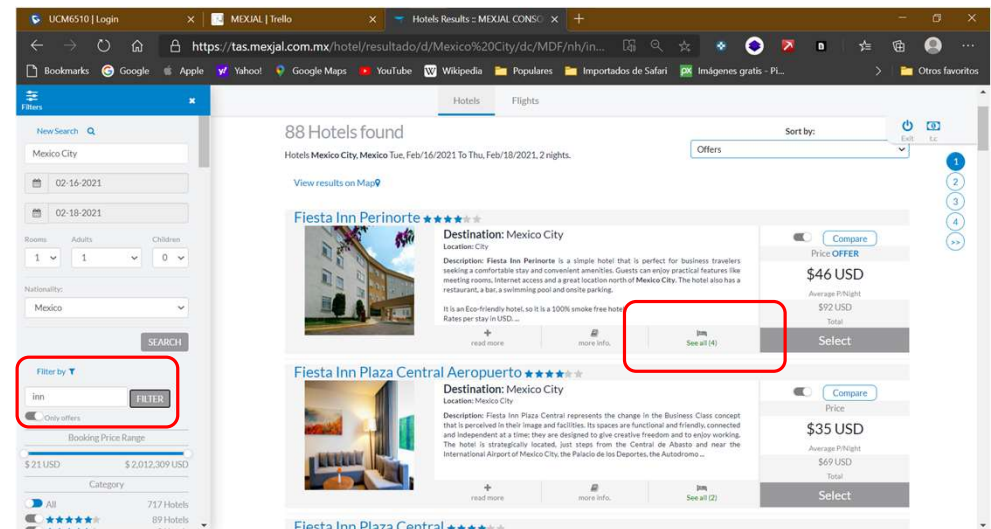 UCM6510 | Login
MEXJAL | Trello
Hotels Results :: MEXJAL CONSO
https://tas.mexjal.com.mx/hotel/resultado/d/Mexico%20City/dc/MDF/nh/in...
Bookmarks
Google
Apple
Yahoo!
Google Maps
YouTube
Wikipedia
Populares
Importados de Safari
Imágenes gratis - Pi...
Otros favoritos
Filters
Hotels
Flights
New Search
Mexico City
02-16-2021
02-18-2021
Rooms Adults Children
1 1 0
Nationality:
Mexico
SEARCH
Filter by
inn
FILTER
Only offers
Booking Price Range
$ 21 USD $ 2,012,309 USD
Category
All 717 Hotels
89 Hotels
88 Hotels found
Sort by:
Offers
Exit t.c.
Hotels Mexico City, Mexico Tue, Feb/16/2021 To Thu, Feb/18/2021, 2 nights.
View results on Map
1
2
3
4
>>
Fiesta Inn Perinorte
Destination: Mexico City
Location: City
Description: Fiesta Inn Perinorte is a simple hotel that is perfect for business travelers
seeking a comfortable stay and convenient amenities. Guests can enjoy practical features like
meeting rooms, Internet access and a great location north of Mexico City. The hotel also has a
restaurant, a bar, a swimming pool and onsite parking.
It is an Eco-friendly hotel, so it is a 100% smoke free hotel
Rates per stay in USD. ...
read more
more info.
See all (4)
Compare
Price OFFER
$46 USD
Average P/Night
$92 USD
Total
Select
Fiesta Inn Plaza Central Aeropuerto
Destination: Mexico City
Location: Mexico City
Description: Fiesta Inn Plaza Central represents the change in the Business Class concept
that is perceived in their image and facilities. Its spaces are functional and friendly, connected
and independent at a time; they are designed to give creative freedom and to enjoy working.
The hotel is strategically located, just steps from the Central de Abasto and near the
International Airport of Mexico City, the Palacio de los Deportes, the Autodromo ...
read more
more info.
See all (2)
Compare
Price
$35 USD
Average P/Night
$69 USD
Total
Select
Fiesta Inn Plaza Central